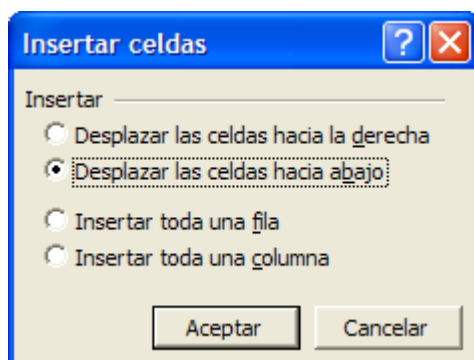 Insertar celdas
Insertar
Desplazar las celdas hacia la derecha
Desplazar las celdas hacia abajo
Insertar toda una fila
Insertar toda una columna
Aceptar Cancelar